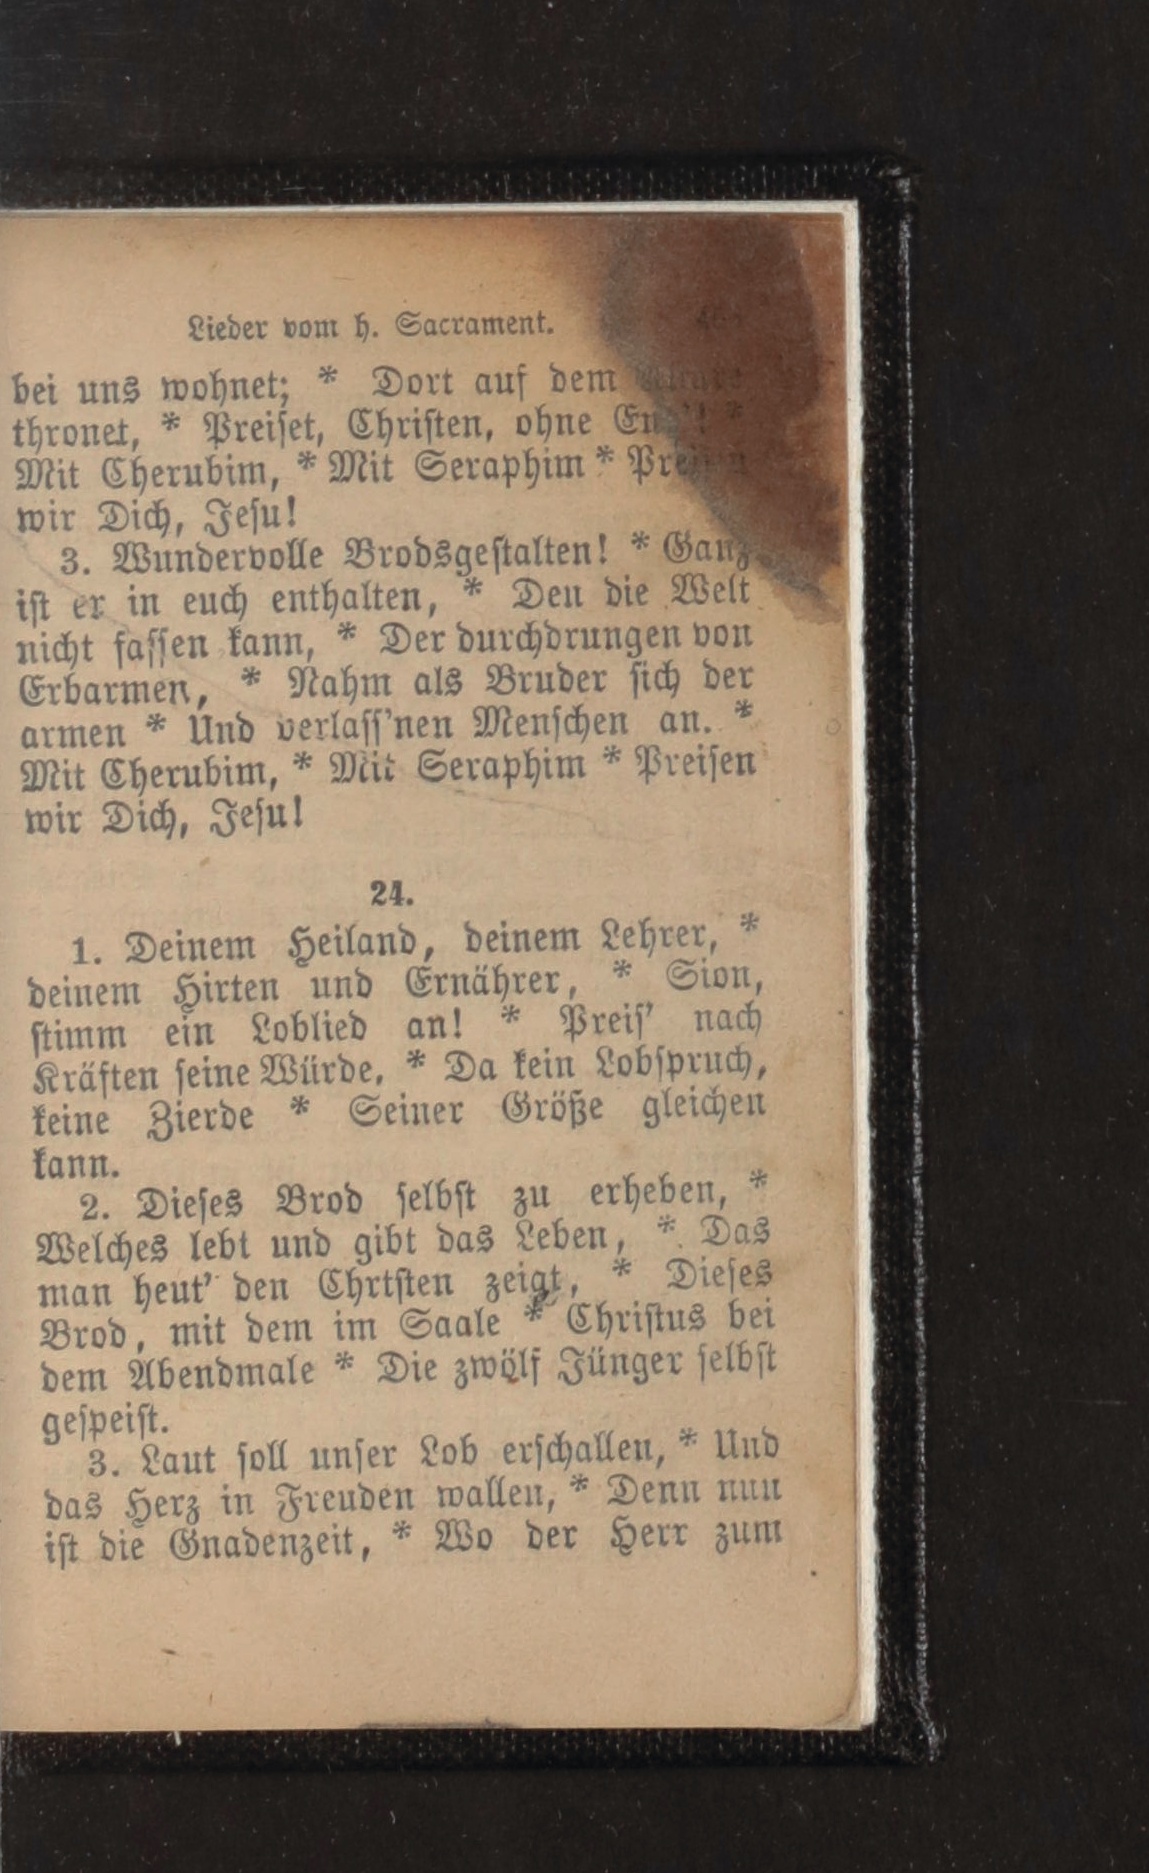 Lieder vom h. Sacrament.
bei uns wohnet; * Dort auf dem
thronet, * Preiset, Christen, ohne End'! *
Mit Cherubim, * Mit Seraphim * Preisen
wir Dich, Jesu!
3. Wundervolle Brodsgestalten! * Ganz
ist er in euch enthalten, * Den die Welt
nicht fassen kann, * Der durchdrungen von
Erbarmen, * Nahm als Bruder sich der
armen * Und verlass'nen Menschen an. *
Mit Cherubim, * Mit Seraphim * Preisen
wir Dich, Jesu!
24.
1. Deinem Heiland, deinem Lehrer, *
deinem Hirten und Ernährer, * Sion,
stimm ein Loblied an! * Preis' nach
Kräften seine Würde, * Da kein Lobspruch,
keine Zierde * Seiner Größe gleichen
kann.
2. Dieses Brod selbst zu erheben, *
Welches lebt und gibt das Leben, * Das
man heut' den Chrtsten zeigt, * Dieses
Brod, mit dem im Saale * Christus bei
dem Abendmale * Die zwölf Jünger selbst
gespeist.
3. Laut soll unser Lob erschallen, * Und
das Herz in Freuden wallen, * Denn nun
ist die Gnadenzeit, * Wo der Herr zum